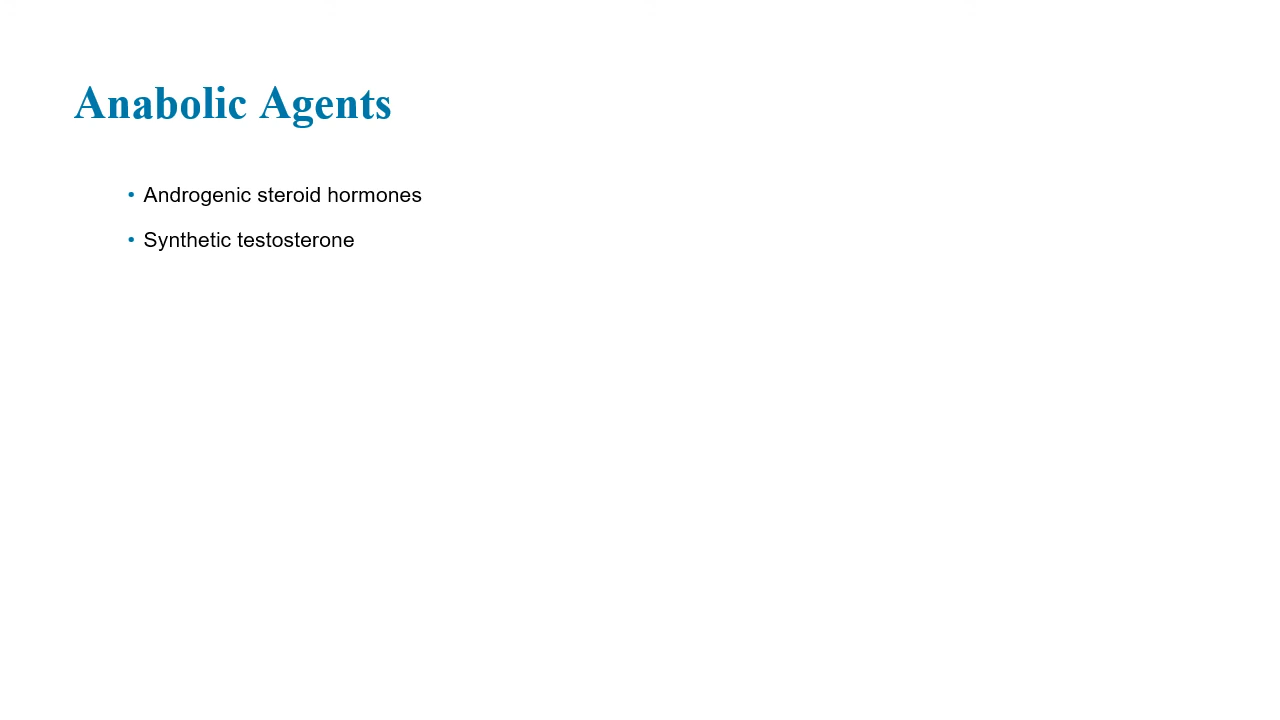 Anabolic Agents
• Androgenic steroid hormones
• Synthetic testosterone